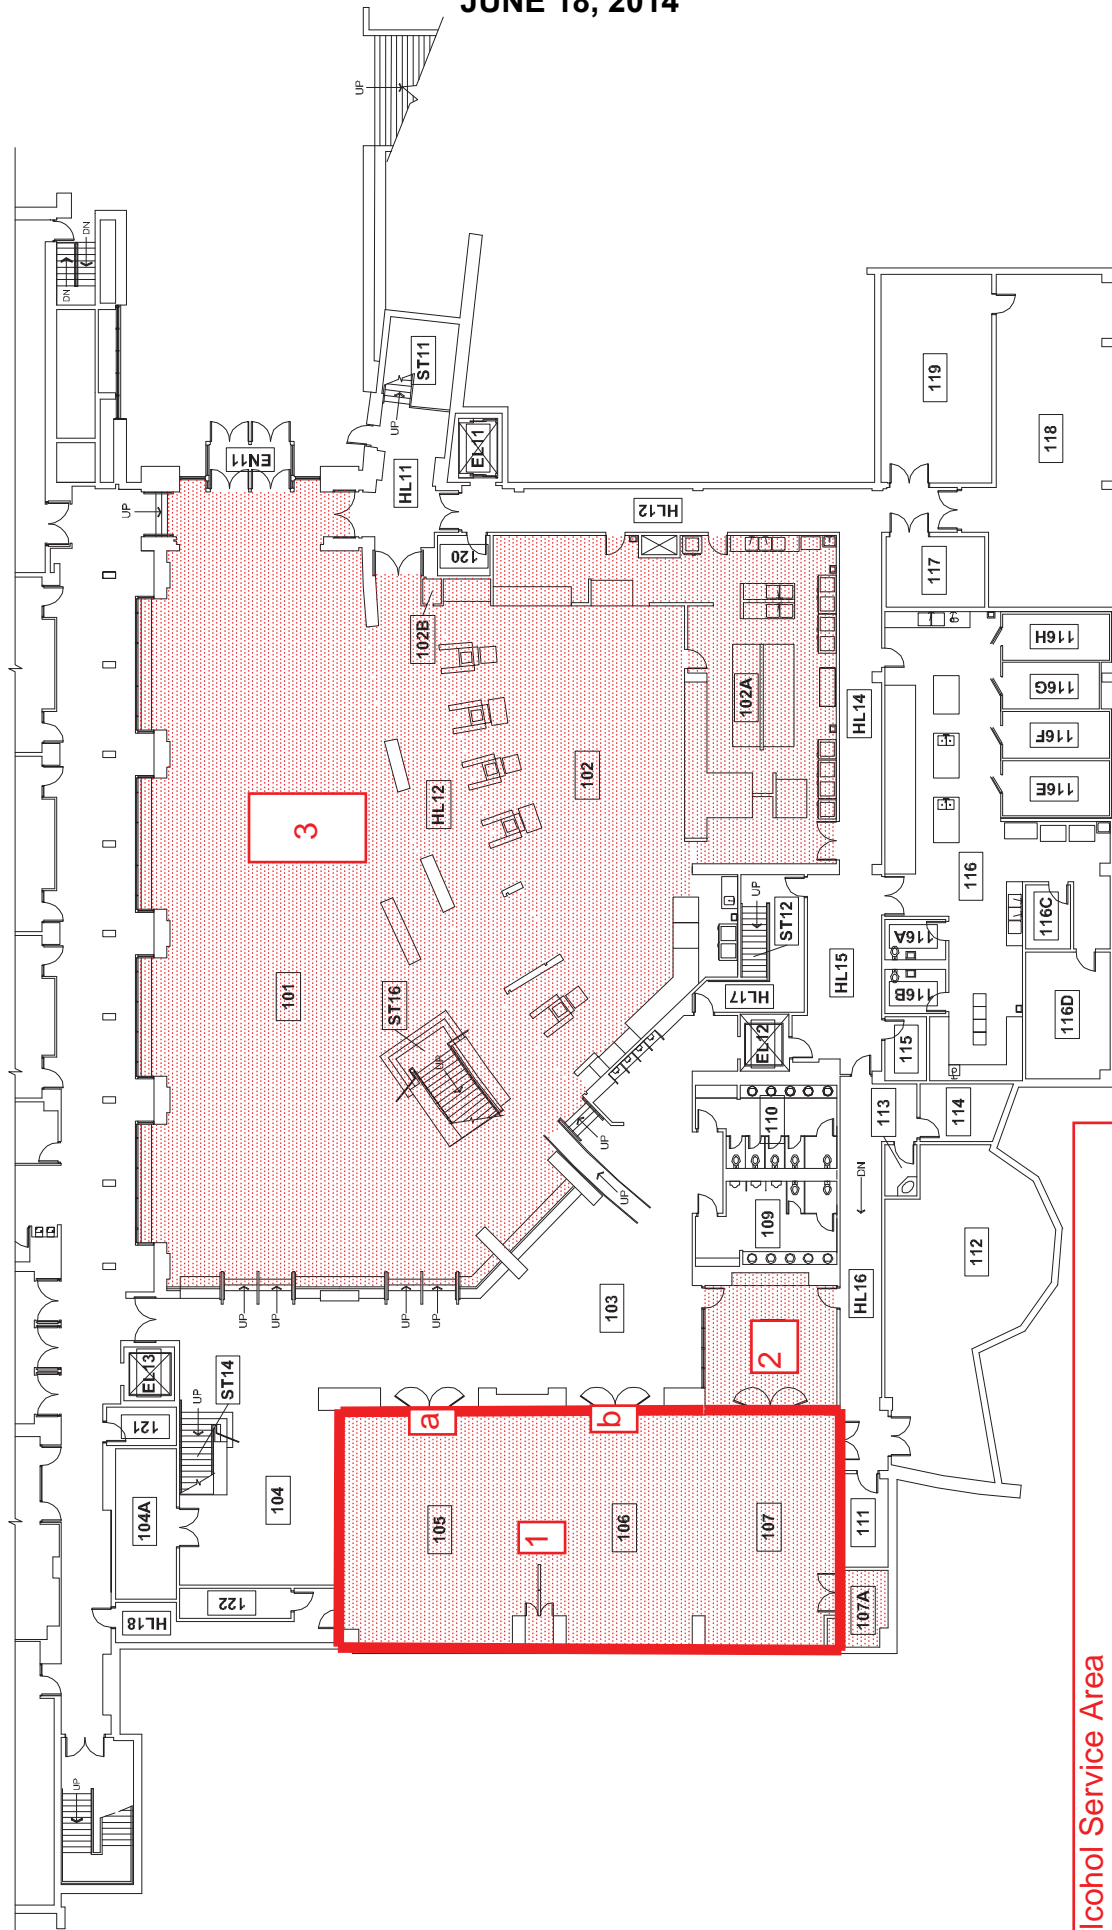 JUNE 18, 2014
UP
DN
DN
UP
ST11
UP
EL11
EN11
HL11
UP
HL12
120
102B
119
118
117
116H
116G
116F
116E
102A
HL14
102
HL12
3
101
ST16
UP
UP
ST12
HL17
HL15
EL12
116
116A
116B
116C
116D
115
113
114
110
109
DN
HL16
112
UP
UP
UP
UP
UP
UP
103
2
EL13
ST14
UP
121
104A
104
122
HL18
a
b
105
1
106
107
111
107A
UP
lcohol Service Area